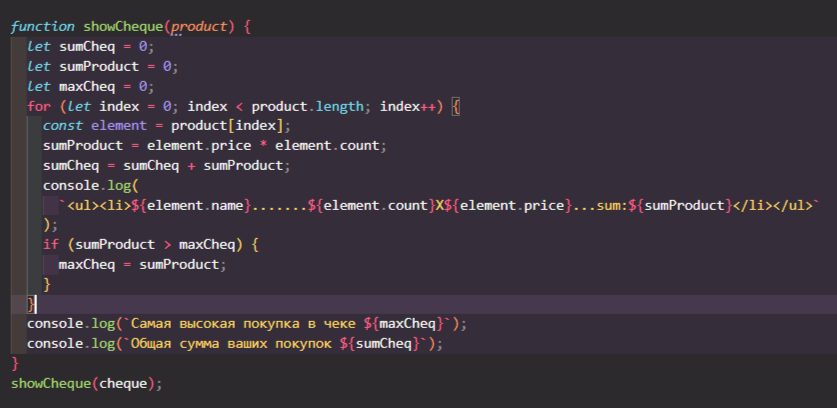 function showCheque(product) {
let sumCheq = 0;
let sumProduct = 0;
let maxCheq = 0;
for (let index = 0; index < product.length; index++) {
const element = product[index];
sumProduct = element.price * element.count;
sumCheq = sumCheq + sumProduct;
console.log(
`<ul><li>${element.name}.......${element.count}X${element.price}...sum:${sumProduct}</li></ul>`
);
if (sumProduct > maxCheq) {
maxCheq = sumProduct;
}
}
console.log(`Самая высокая покупка в чеке ${maxCheq}`);
console.log(`Общая сумма ваших покупок ${sumCheq}`);
}
showCheque(cheque);